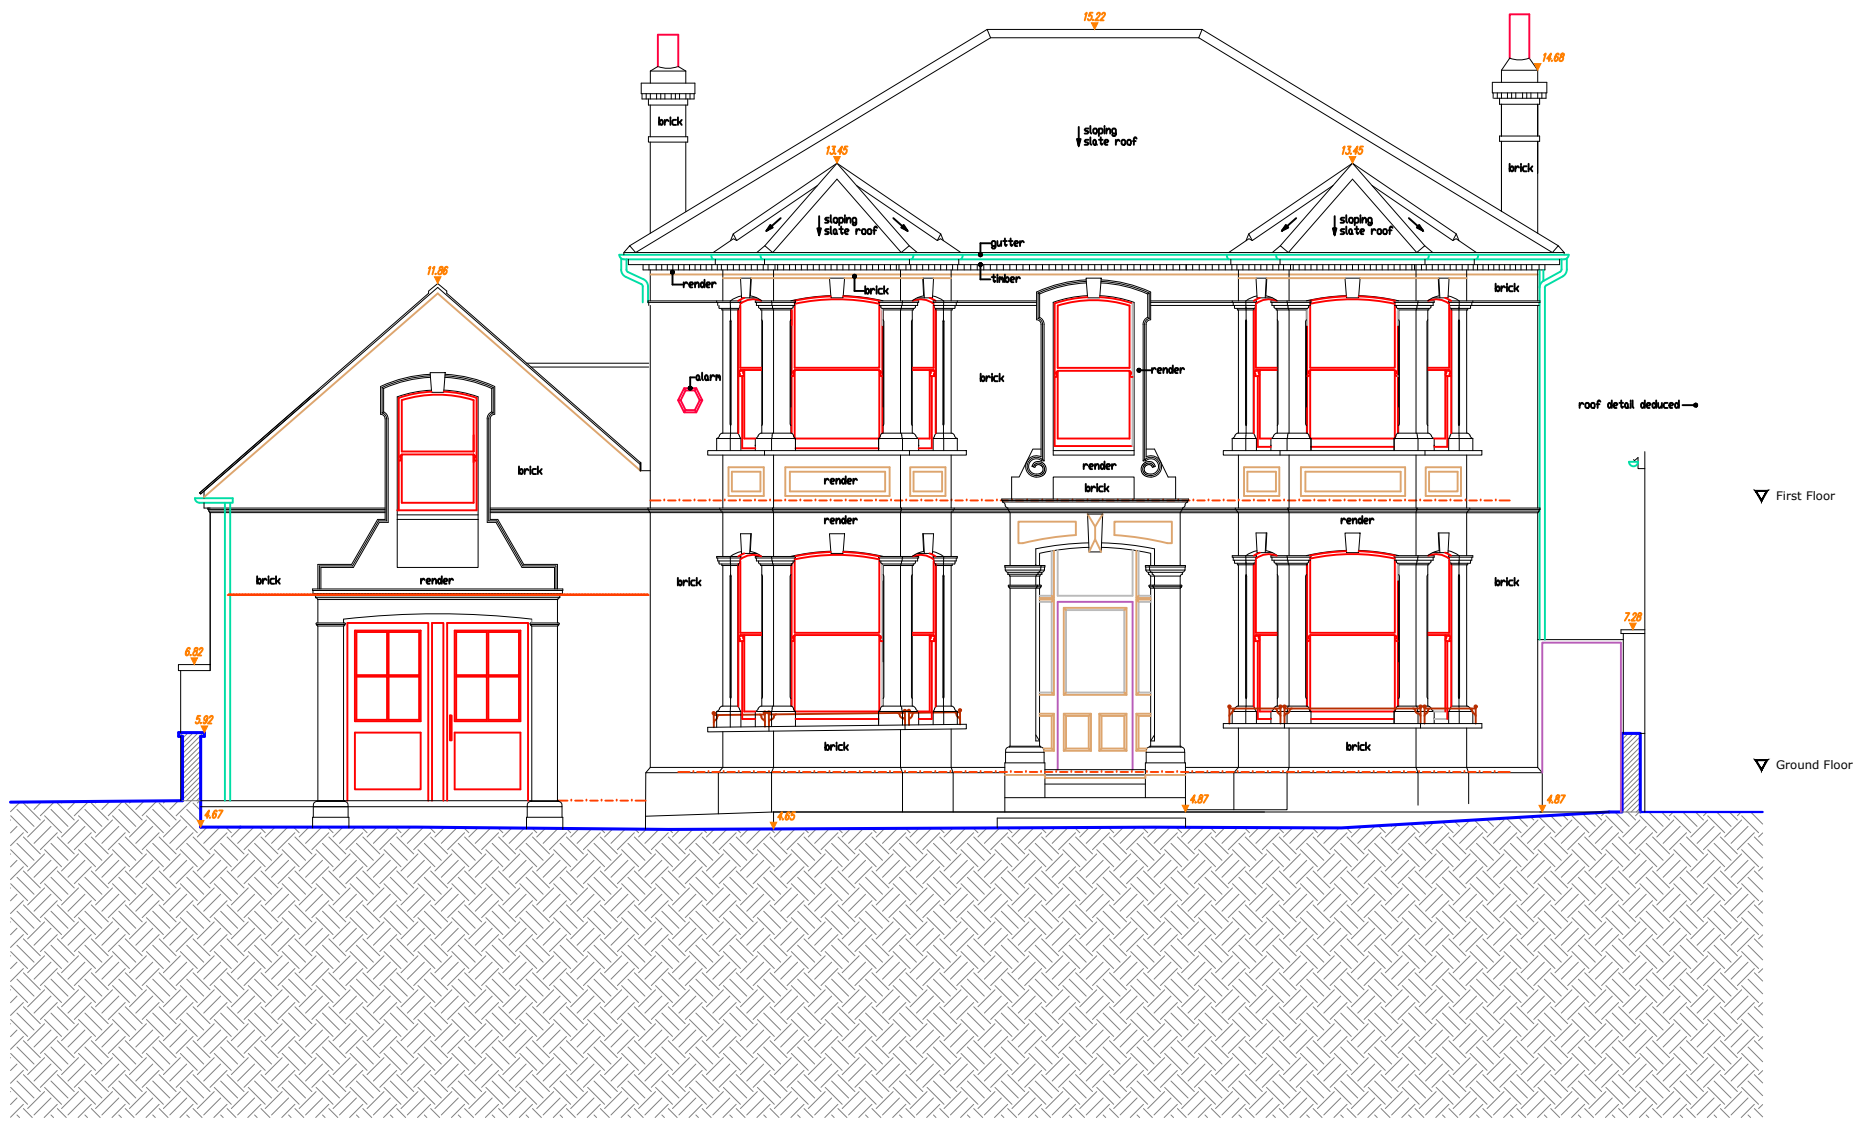 15.22
14.68
brick
sloping
slate roof
13.45
13.45
brick
sloping
slate roof
sloping
slate roof
gutter
11.86
timber
render
brick
brick
render
alarm
brick
roof detail deduced
render
brick
render
brick
First Floor
render
render
brick
render
brick
brick
7.28
6.82
5.92
brick
brick
Ground Floor
4.87
4.87
4.67
4.65